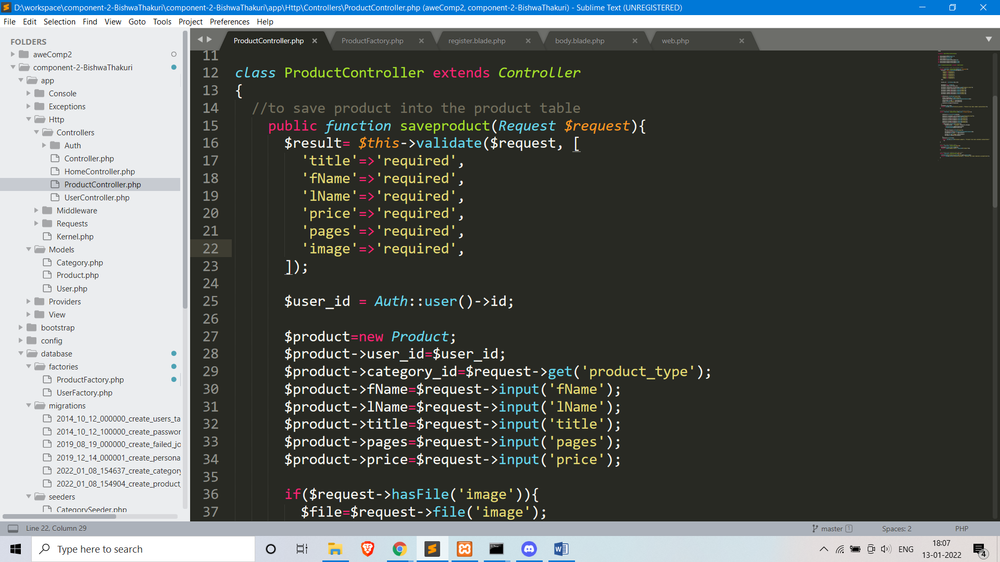 D:\workspace\component-2-BishwaThakuri\component-2-BishwaThakuri\app\Http\Controllers\ProductController.php (aweComp2, component-2-BishwaThakuri) - Sublime Text (UNREGISTERED)
File Edit Selection Find View Goto Tools Project Preferences Help
FOLDERS
aweComp2
component-2-BishwaThakuri
app
Console
Exceptions
Http
Controllers
Auth
Controller.php
HomeController.php
ProductController.php
UserController.php
Middleware
Requests
Kernel.php
Models
Category.php
Product.php
User.php
Providers
View
bootstrap
config
database
factories
ProductFactory.php
UserFactory.php
migrations
2014_10_12_000000_create_users_ta
2014_10_12_100000_create_passwor
2019_08_19_000000_create_failed_jo
2019_12_14_000001_create_persona
2022_01_08_154637_create_category
2022_01_08_154904_create_product_
seeders
CategorySeeder.php
ProductController.php ProductFactory.php register.blade.php body.blade.php web.php
11
12 class ProductController extends Controller
13 {
14 //to save product into the product table
15 public function saveproduct(Request $request){
16 $result= $this->validate($request, [
17 'title'=>'required',
18 'fName'=>'required',
19 'lName'=>'required',
20 'price'=>'required',
21 'pages'=>'required',
22 'image'=>'required',
23 ]);
24
25 $user_id = Auth::user()->id;
26
27 $product=new Product;
28 $product->user_id=$user_id;
29 $product->category_id=$request->get('product_type');
30 $product->fName=$request->input('fName');
31 $product->lName=$request->input('lName');
32 $product->title=$request->input('title');
33 $product->pages=$request->input('pages');
34 $product->price=$request->input('price');
35
36 if($request->hasFile('image')){
37 $file=$request->file('image');
Line 22, Column 29 master 1 Spaces: 2 PHP
Type here to search
ENG
18:07
13-01-2022
4